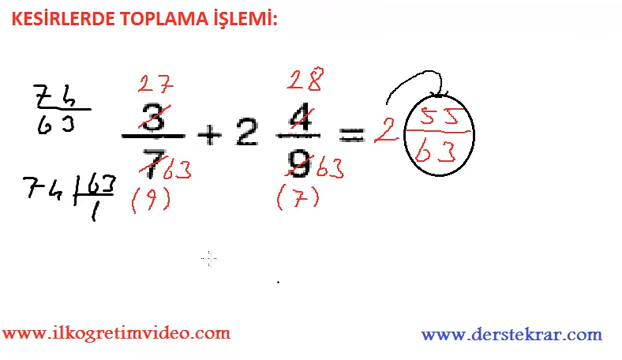 KESİRLERDE TOPLAMA İŞLEMİ:
27 28
74/63 3/7 + 2 4/9 = 2 55/63
63 63
74 | 63 (9) (7)
1
www.ilkogretimvideo.com www.derstekrar.com